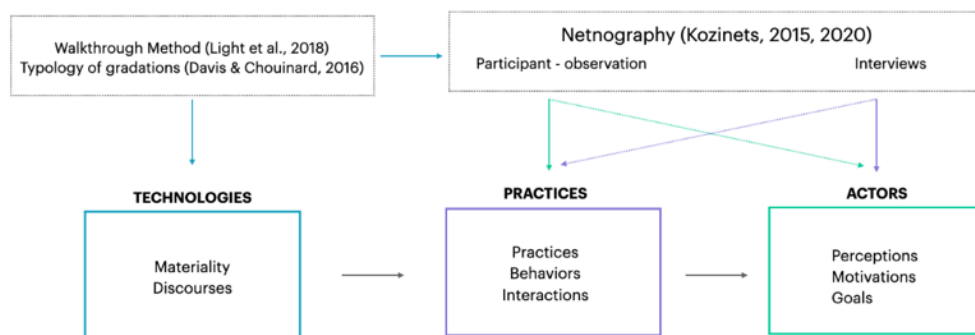 Walkthrough Method (Light et al., 2018)
Typology of gradations (Davis & Chouinard, 2016)
Netnography (Kozinets, 2015, 2020)
Participant - observation
Interviews
TECHNOLOGIES
Materiality
Discourses
PRACTICES
Practices
Behaviors
Interactions
ACTORS
Perceptions
Motivations
Goals